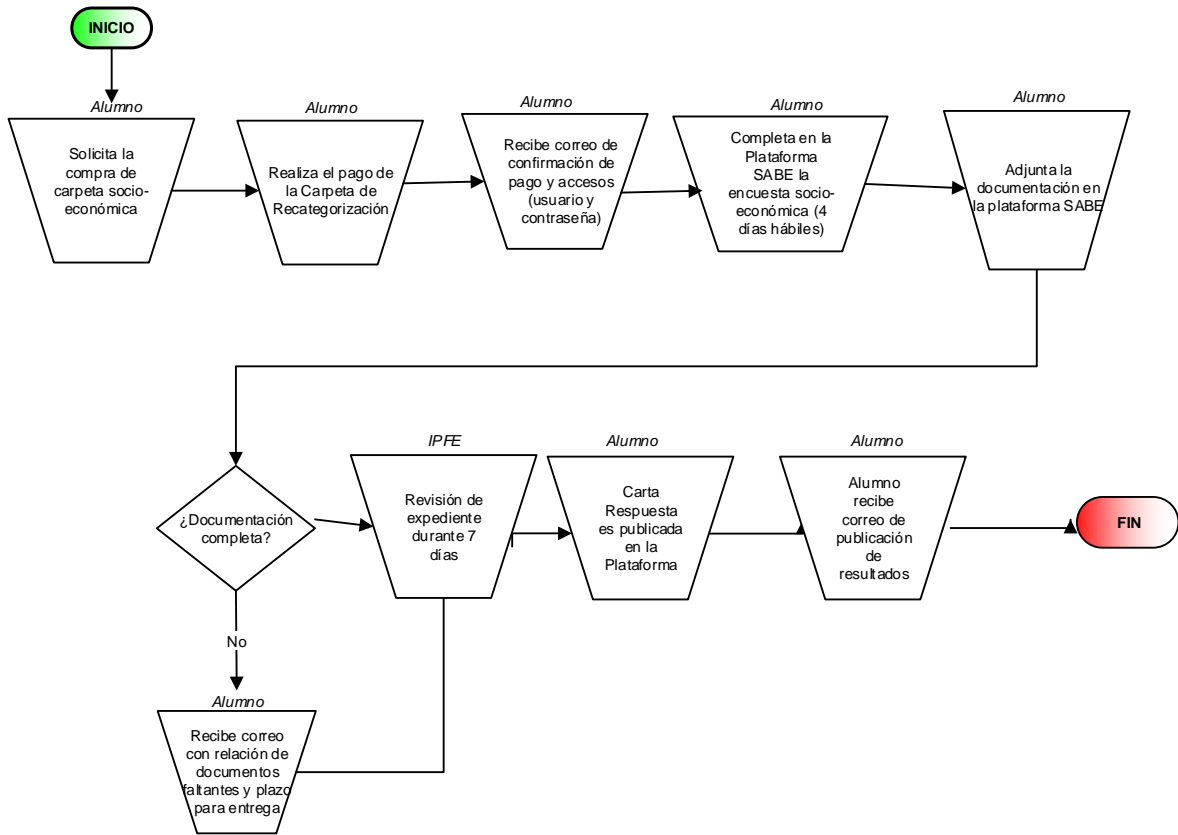 INICIO
Alumno
Solicita la
compra de
carpeta socio-
económica
Alumno
Realiza el pago de
la Carpeta de
Recategorización
Alumno
Recibe correo de
confirmación de
pago y accesos
(usuario y
contraseña)
Alumno
Completa en la
Plataforma
SABE la
encuesta socio-
económica (4
días hábiles)
Alumno
Adjunta la
documentación en
la plataforma SABE
¿Documentación
completa?
IPFE
Revisión de
expediente
durante 7
días
Alumno
Carta
Respuesta
es publicada
en la
Plataforma
Alumno
Alumno
recibe
correo de
publicación
de
resultados
FIN
No
Alumno
Recibe correo
con relación de
documentos
faltantes y plazo
para entrega